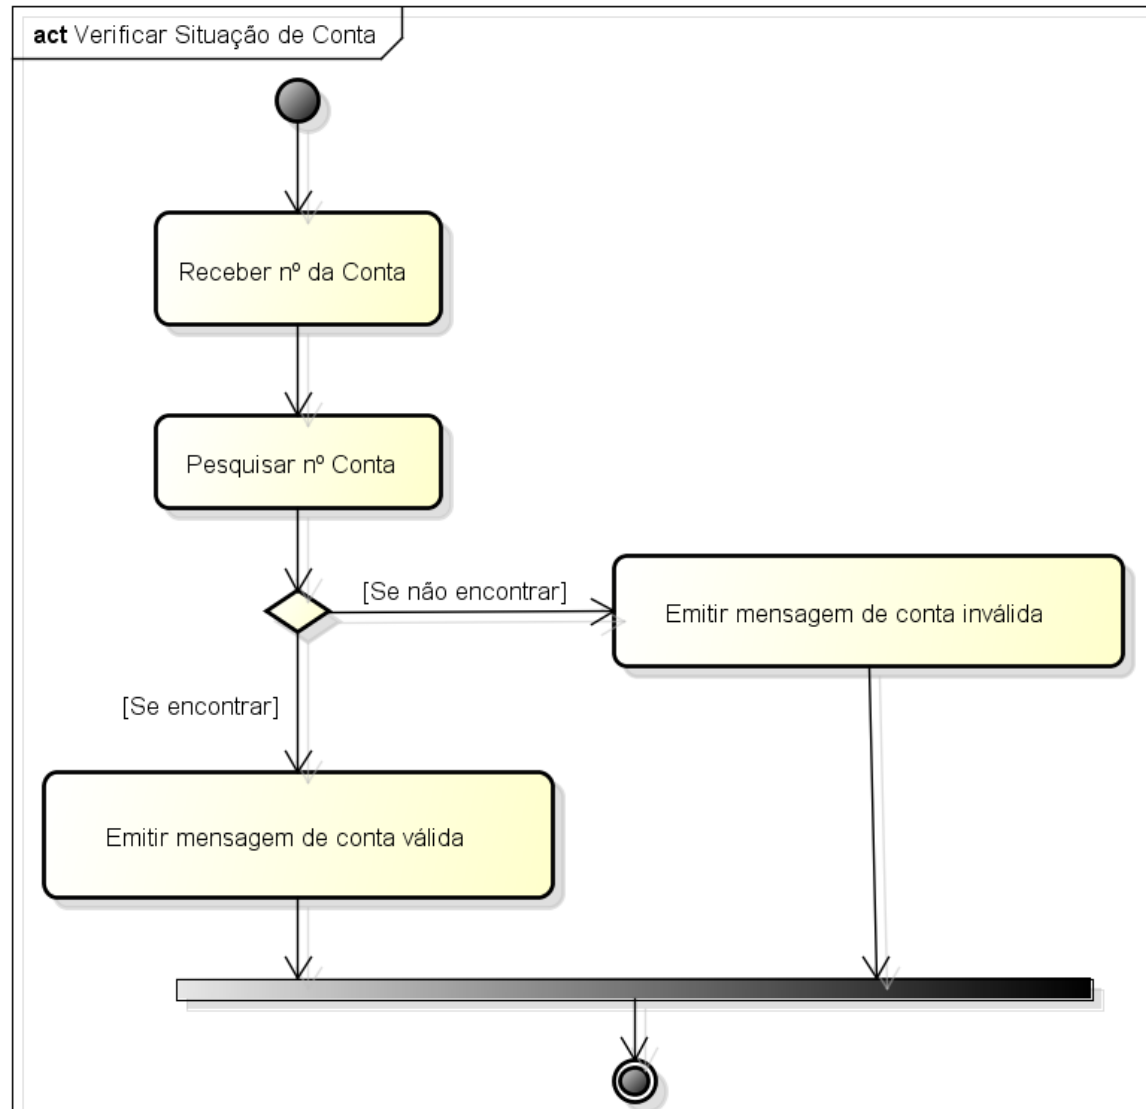 act Verificar Situação de Conta
Receber nº da Conta
Pesquisar nº Conta
[Se não encontrar]
Emitir mensagem de conta inválida
[Se encontrar]
Emitir mensagem de conta válida